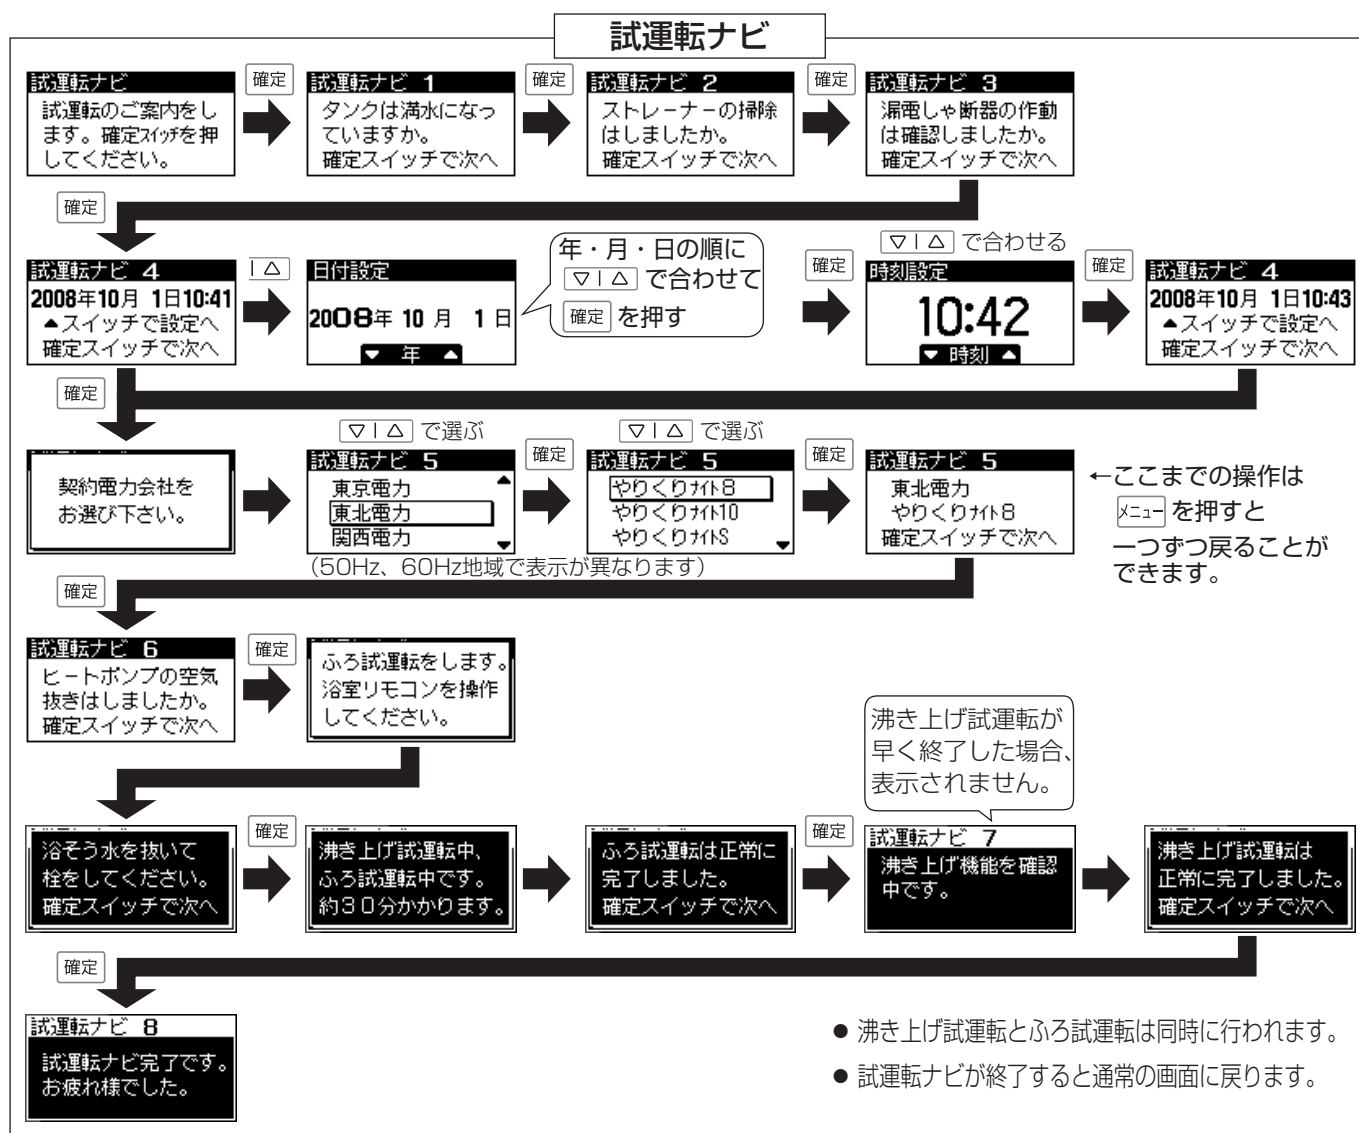 試運転ナビ
試運転ナビ
試運転のご案内をし
ます。確定スイッチを押
してください。
確定
試運転ナビ 1
タンクは満水になっ
ていますか。
確定スイッチで次へ
確定
試運転ナビ 2
ストレーナーの掃除
はしましたか。
確定スイッチで次へ
確定
試運転ナビ 3
漏電しゃ断器の作動
は確認しましたか。
確定スイッチで次へ
確定
試運転ナビ 4
2008年10月 1日10:41
▲スイッチで設定へ
確定スイッチで次へ
| △
日付設定
2008年 10 月 1 日
▼ 年 ▲
年・月・日の順に
▽ | △ で合わせて
確定 を押す
確定
▽ | △ で合わせる
時刻設定
10:42
▼ 時刻 ▲
確定
試運転ナビ 4
2008年10月 1日10:43
▲スイッチで設定へ
確定スイッチで次へ
確定
契約電力会社を
お選び下さい。
▽ | △ で選ぶ
試運転ナビ 5
東京電力 ▲
東北電力
関西電力 ▼
(50Hz、60Hz地域で表示が異なります)
確定
▽ | △ で選ぶ
試運転ナビ 5
やりくりナイト8
やりくりナイト10
やりくりナイトS ▼
確定
試運転ナビ 5
東北電力
やりくりナイト8
確定スイッチで次へ
←ここまでの操作は
メニュー を押すと
一つずつ戻ることが
できます。
確定
試運転ナビ 6
ヒートポンプの空気
抜きはしましたか。
確定スイッチで次へ
確定
ふろ試運転をします。
浴室リモコンを操作
してください。
浴そう水を抜いて
栓をしてください。
確定スイッチで次へ
確定
沸き上げ試運転中、
ふろ試運転中です。
約30分かかります。
ふろ試運転は正常に
完了しました。
確定スイッチで次へ
確定
沸き上げ試運転が
早く終了した場合、
表示されません。
試運転ナビ 7
沸き上げ機能を確認
中です。
沸き上げ試運転は
正常に完了しました。
確定スイッチで次へ
確定
試運転ナビ 8
試運転ナビ完了です。
お疲れ様でした。
● 沸き上げ試運転とふろ試運転は同時に行われます。
● 試運転ナビが終了すると通常の画面に戻ります。